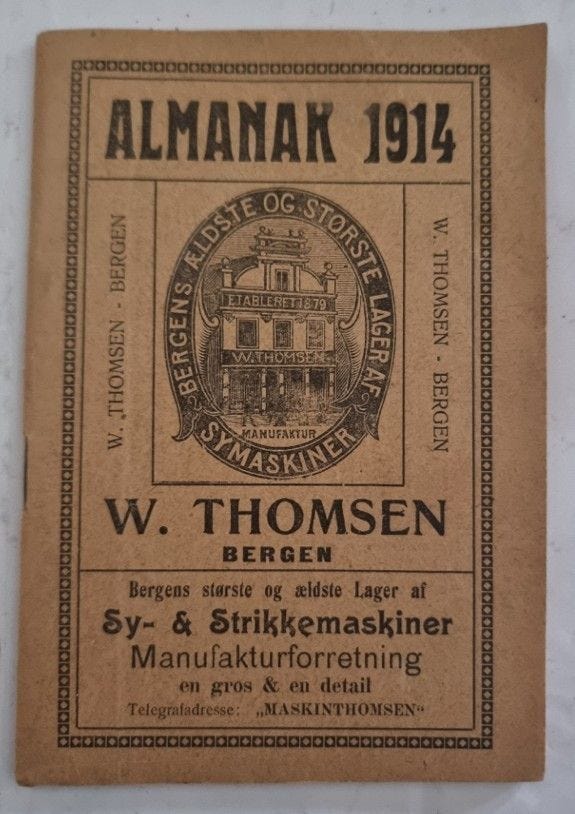 ALMANAK 1914
W. THOMSEN - BERGEN
BERGENS ÆLDSTE OG STØRSTE LAGER AF
SYMASKINER
ETABLERET 1879
W. THOMSEN
MANUFAKTUR
W. THOMSEN - BERGEN
W. THOMSEN
BERGEN
Bergens største og ældste Lager af
Sy- & Strikkemaskiner
Manufakturforretning
en gros & en detail
Telegrafadresse: „MASKINTHOMSEN“